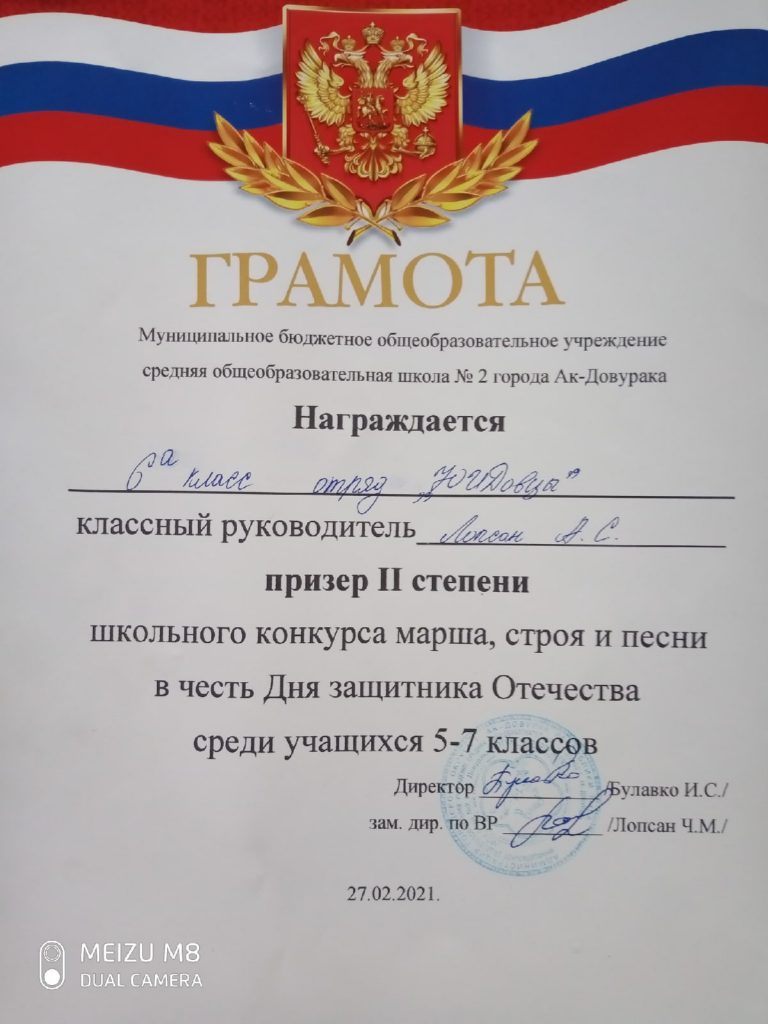 ГРАМОТА
Муниципальное бюджетное общеобразовательное учреждение
средняя общеобразовательная школа № 2 города Ак-Довурака
Награждается
6а класс отряд „ЮИДовцы"
классный руководитель Лопсан А. С.
призер II степени
школьного конкурса марша, строя и песни
в честь Дня защитника Отечества
среди учащихся 5-7 классов
Директор /Булавко И.С./
зам. дир. по ВР /Лопсан Ч.М./
27.02.2021.
MEIZU M8
DUAL CAMERA